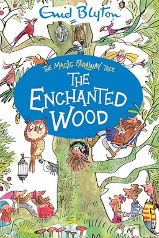 Enid Blyton
THE MAGIC FARAWAY TREE
THE
ENCHANTED
WOOD